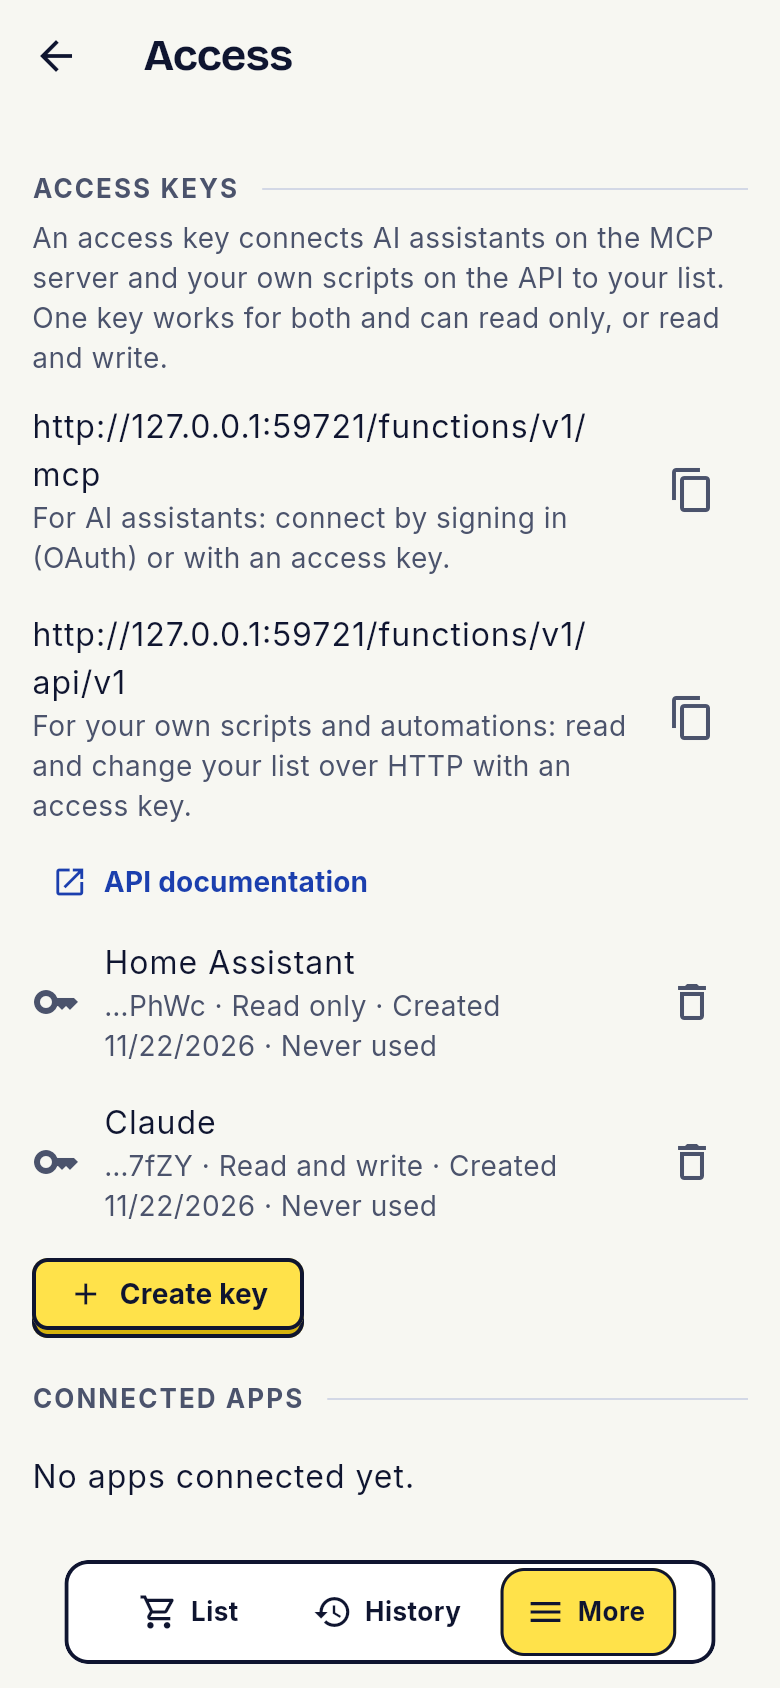 Access
ACCESS KEYS
An access key connects AI assistants on the MCP
server and your own scripts on the API to your list.
One key works for both and can read only, or read
and write.
http://127.0.0.1:59721/functions/v1/
mcp
For AI assistants: connect by signing in
(OAuth) or with an access key.
http://127.0.0.1:59721/functions/v1/
api/v1
For your own scripts and automations: read
and change your list over HTTP with an
access key.
API documentation
Home Assistant
…PhWc · Read only · Created
11/22/2026 · Never used
Claude
…7fZY · Read and write · Created
11/22/2026 · Never used
Create key
CONNECTED APPS
No apps connected yet.
List
History
More